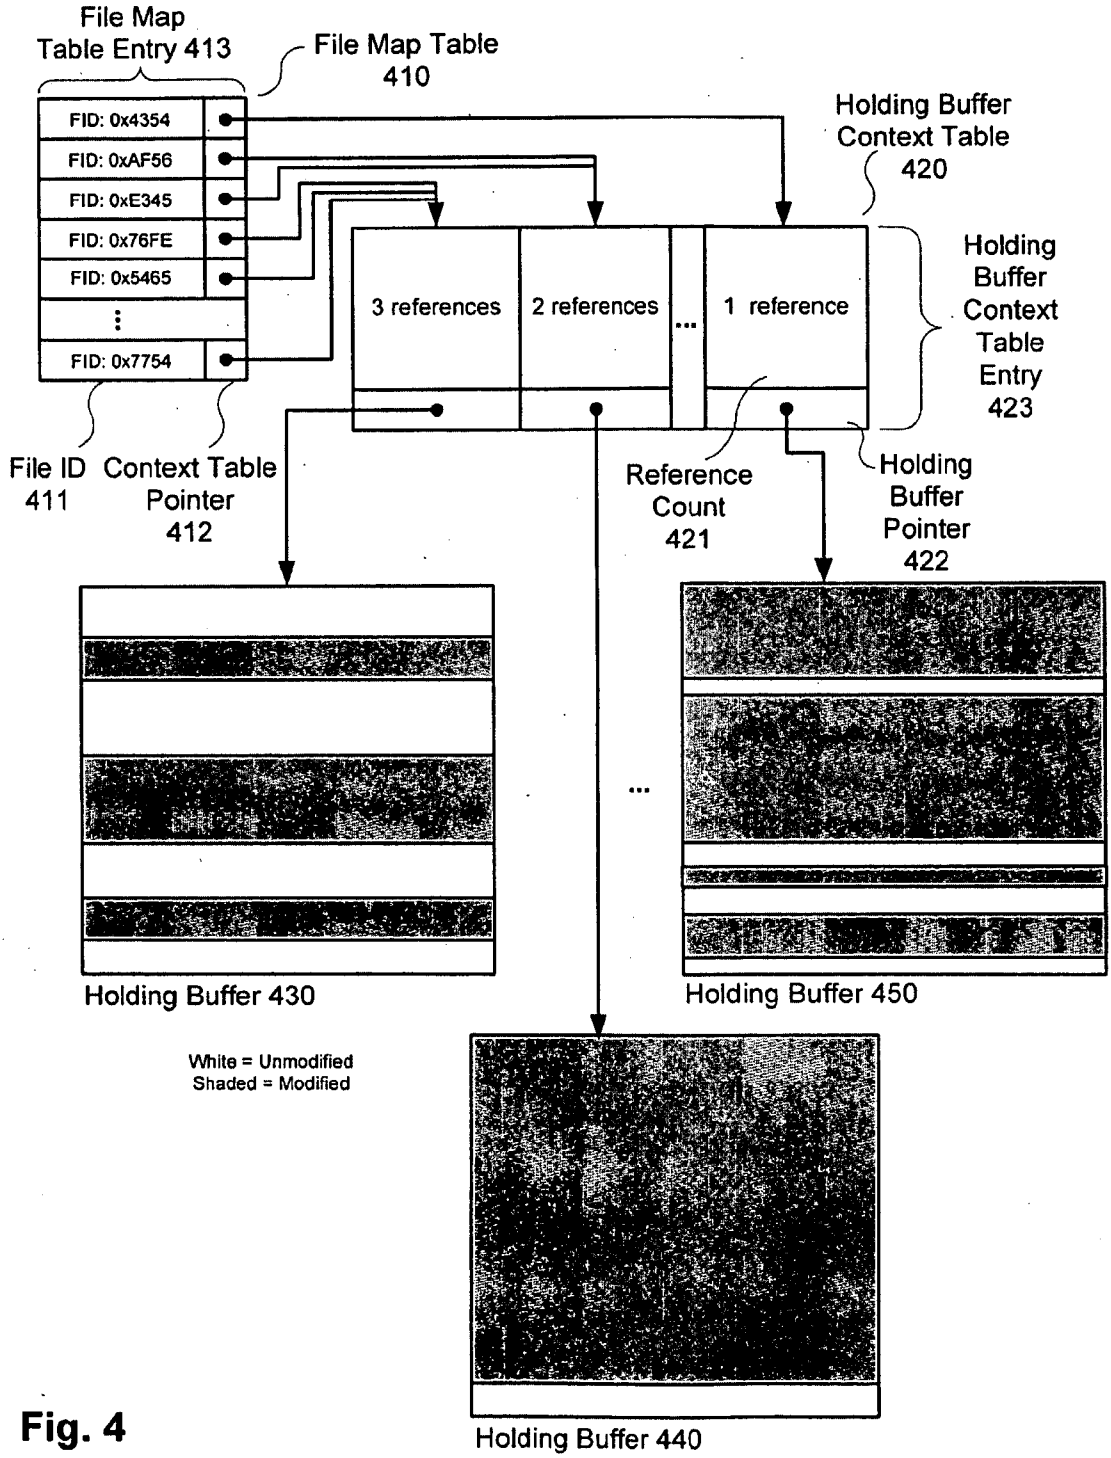 File Map
Table Entry 413
File Map Table
410
FID: 0x4354
FID: 0xAF56
FID: 0xE345
FID: 0x76FE
FID: 0x5465
⋮
FID: 0x7754
Holding Buffer
Context Table
420
3 references
2 references
...
1 reference
Holding
Buffer
Context
Table
Entry
423
File ID
411
Context Table
Pointer
412
Reference
Count
421
Holding
Buffer
Pointer
422
...
Holding Buffer 430
Holding Buffer 450
White = Unmodified
Shaded = Modified
Holding Buffer 440
Fig. 4